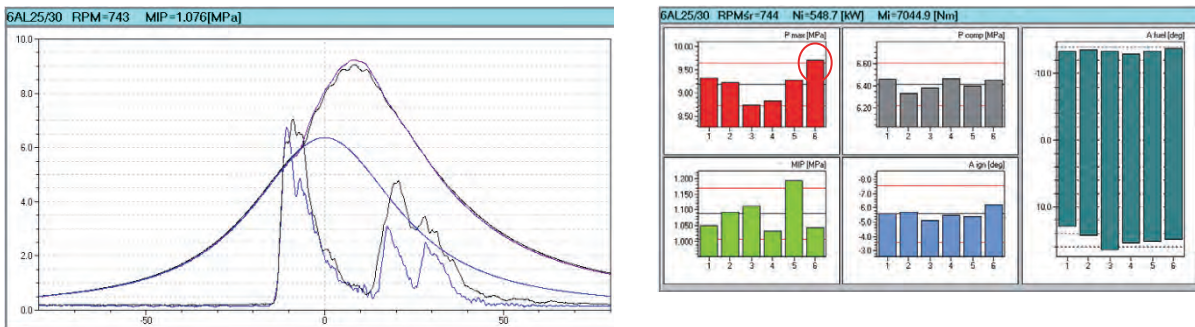 6AL25/30 RPM=743 MIP=1.076[MPa]
10.0
8.0
6.0
4.0
2.0
0.0
-50 0 50
6AL25/30 RPMśr=744 Ni=548.7 [kW] Mi=7044.9 [Nm]
P max [MPa]
10.00
9.50
9.00
8.50
1 2 3 4 5 6
P comp [MPa]
6.60
6.40
6.20
1 2 3 4 5 6
A fuel [deg]
-10.0
0.0
10.0
1 2 3 4 5 6
MIP [MPa]
1.200
1.150
1.100
1.050
1.000
1 2 3 4 5 6
A ign [deg]
-8.0
-7.0
-6.0
-5.0
-4.0
-3.0
1 2 3 4 5 6